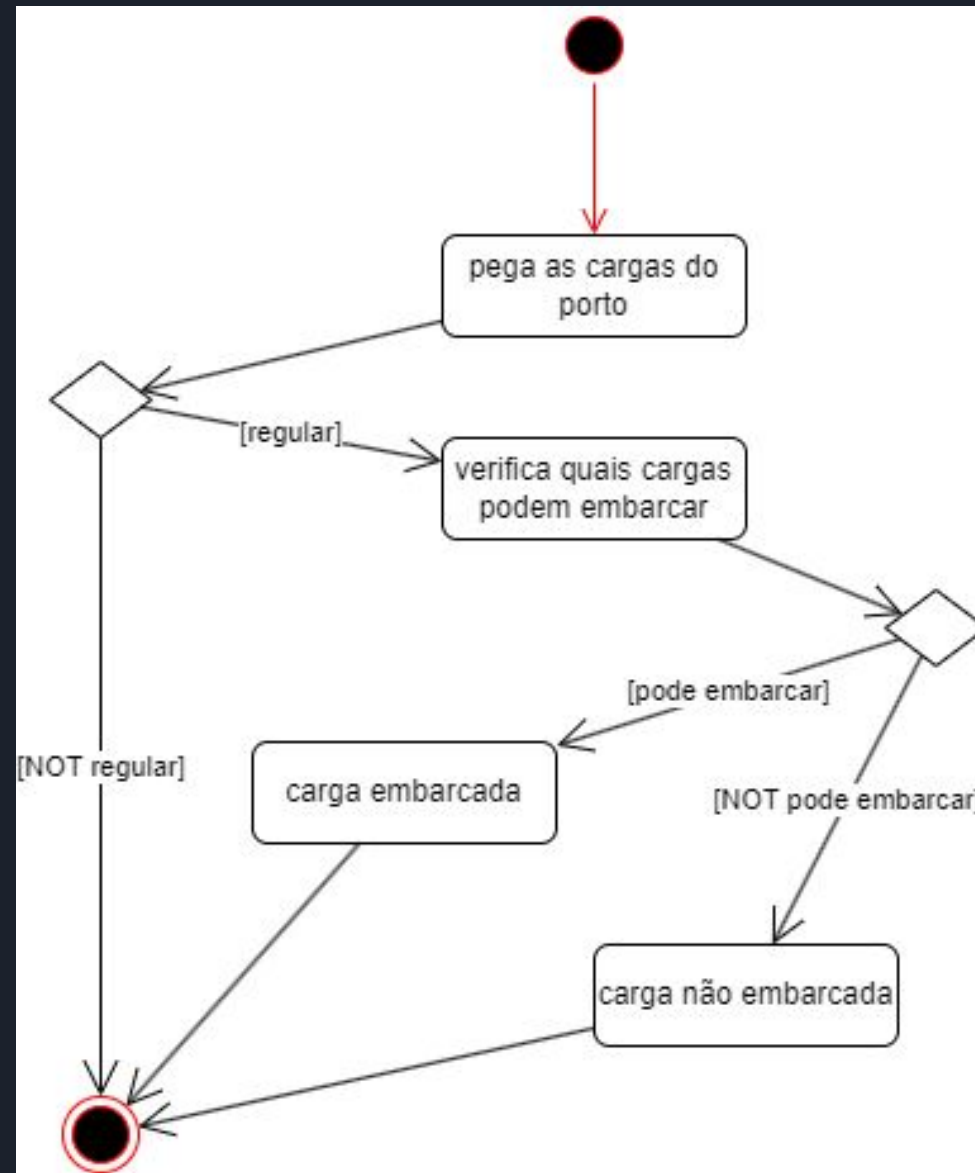 pega as cargas do
porto
[regular]
verifica quais cargas
podem embarcar
[pode embarcar]
[NOT regular]
carga embarcada
[NOT pode embarcar]
carga não embarcada